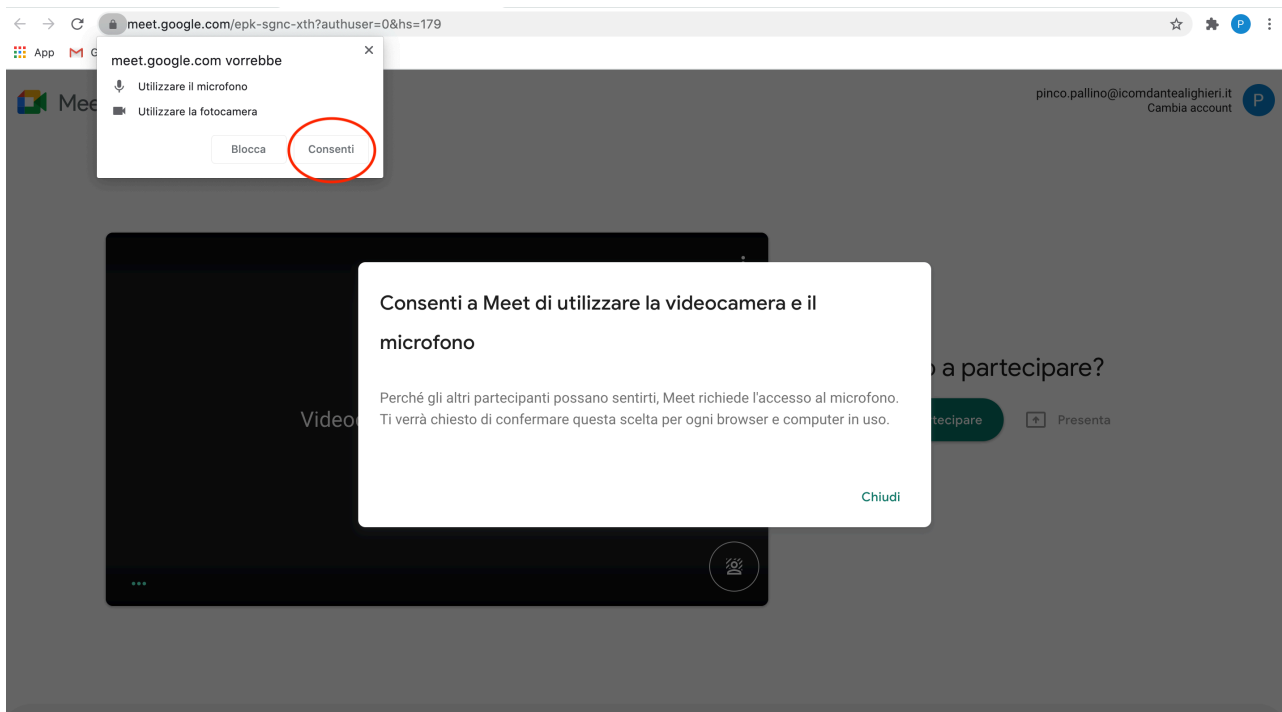 meet.google.com/epk-sgnc-xth?authuser=0&hs=179
P
App
M G
meet.google.com vorrebbe
Utilizzare il microfono
Utilizzare la fotocamera
Blocca
Consenti
Mee
pinco.pallino@icomdantealighieri.it
Cambia account
P
Consenti a Meet di utilizzare la videocamera e il
microfono
Perché gli altri partecipanti possano sentirti, Meet richiede l'accesso al microfono.
Ti verrà chiesto di confermare questa scelta per ogni browser e computer in uso.
Chiudi
Video
a partecipare?
tecipare
Presenta